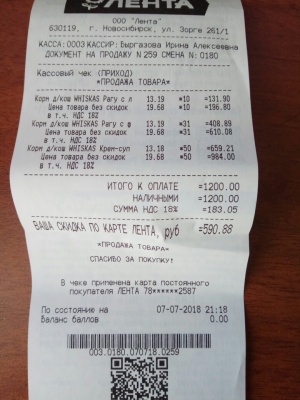 ЛЕНТА
ООО "Лента"
630119, г. Новосибирск, ул. Зорге 261/1
КАССА:0003 КАССИР: Быргазова Ирина Алексеевна
ДОКУМЕНТ НА ПРОДАЖУ N 259 СМЕНА N:0180
Кассовый чек (ПРИХОД)
*ПРОДАЖА ТОВАРА*
Корм д/кош WHISKAS Рагу с л 13.19 *10 =131.90
Цена товара без скидок 19.68 *10 =196.80
в т.ч. НДС 18%
Корм д/кош WHISKAS Рагу с ф 13.19 *31 =408.89
Цена товара без скидок 19.68 *31 =610.08
в т.ч. НДС 18%
Корм д/кош WHISKAS Крем-суп 13.18 *50 =659.21
Цена товара без скидок 19.68 *50 =984.00
в т.ч. НДС 18%
ИТОГО К ОПЛАТЕ =1200.00
НАЛИЧНЫМИ =1200.00
СУММА НДС 18% =183.05
ВАША СКИДКА ПО КАРТЕ ЛЕНТА, руб =590.88
*ПРОДАЖА ТОВАРА*
СПАСИБО ЗА ПОКУПКУ!
В чеке применена карта постоянного
покупателя ЛЕНТА 78******2587
По состоянию на 07-07-2018 21:18
Баланс баллов 0.00
003.0180.070718.0259